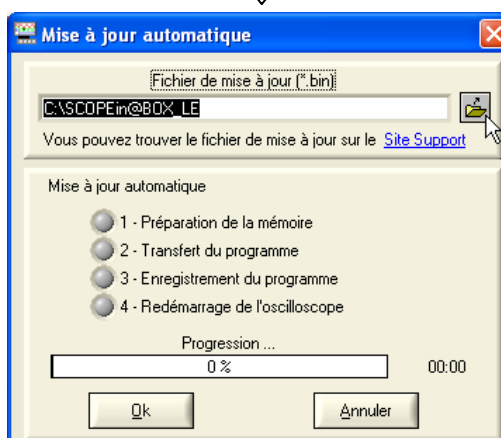 Mise à jour automatique
Fichier de mise à jour (*.bin)
C:\SCOPEin@BOX_LE
Vous pouvez trouver le fichier de mise à jour sur le Site Support
Mise à jour automatique
1 - Préparation de la mémoire
2 - Transfert du programme
3 - Enregistrement du programme
4 - Redémarrage de l'oscilloscope
Progression ...
0 % 00:00
Ok Annuler